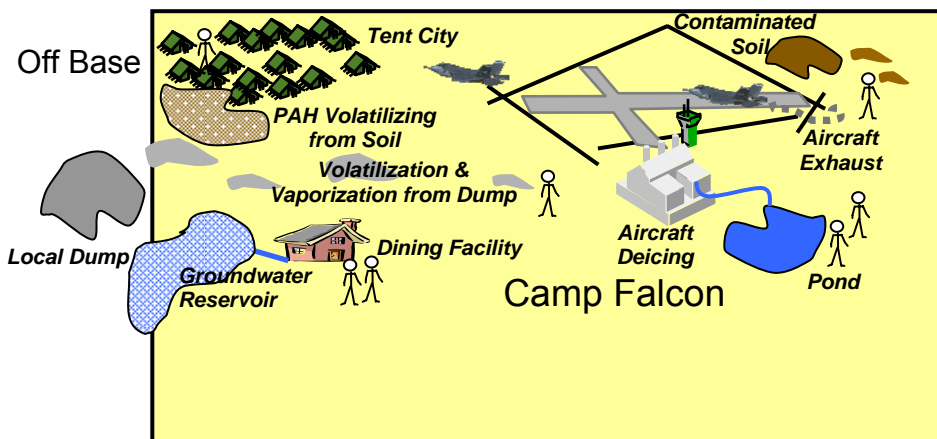 Off Base
Tent City
Contaminated
Soil
PAH Volatilizing
from Soil
Aircraft
Exhaust
Volatilization &
Vaporization from Dump
Local Dump
Groundwater
Reservoir
Dining Facility
Aircraft
Deicing
Pond
Camp Falcon